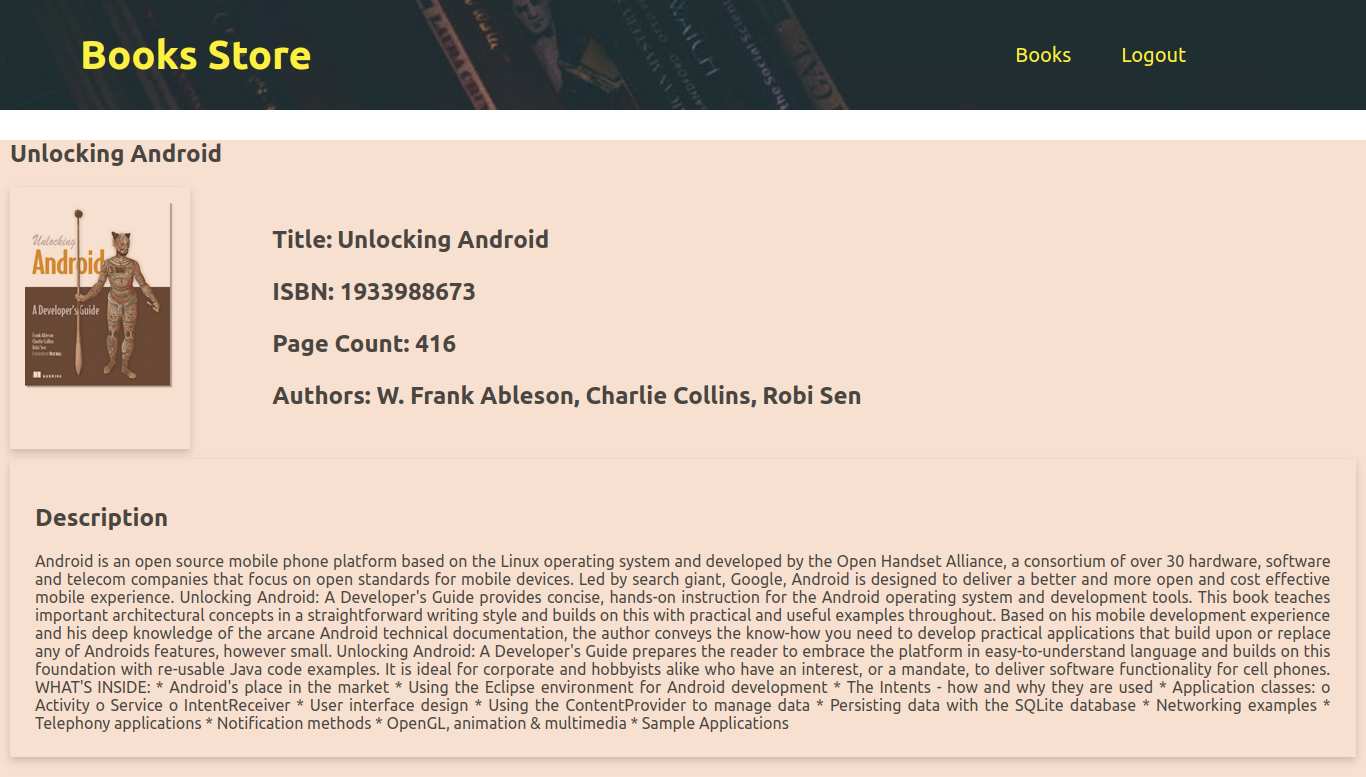 Books Store
Books
Logout
WATCH
the Social
Unlocking Android
Unlocking
Android
A Developer's Guide
Frank Ableson
Charlie Collins
Robi Sen
MANNING
Title: Unlocking Android
ISBN: 1933988673
Page Count: 416
Authors: W. Frank Ableson, Charlie Collins, Robi Sen
Description
Android is an open source mobile phone platform based on the Linux operating system and developed by the Open Handset Alliance, a consortium of over 30 hardware, software
and telecom companies that focus on open standards for mobile devices. Led by search giant, Google, Android is designed to deliver a better and more open and cost effective
mobile experience. Unlocking Android: A Developer's Guide provides concise, hands-on instruction for the Android operating system and development tools. This book teaches
important architectural concepts in a straightforward writing style and builds on this with practical and useful examples throughout. Based on his mobile development experience
and his deep knowledge of the arcane Android technical documentation, the author conveys the know-how you need to develop practical applications that build upon or replace
any of Androids features, however small. Unlocking Android: A Developer's Guide prepares the reader to embrace the platform in easy-to-understand language and builds on this
foundation with re-usable Java code examples. It is ideal for corporate and hobbyists alike who have an interest, or a mandate, to deliver software functionality for cell phones.
WHAT'S INSIDE: * Android's place in the market * Using the Eclipse environment for Android development * The Intents - how and why they are used * Application classes: o
Activity o Service o IntentReceiver * User interface design * Using the ContentProvider to manage data * Persisting data with the SQLite database * Networking examples *
Telephony applications * Notification methods * OpenGL, animation & multimedia * Sample Applications